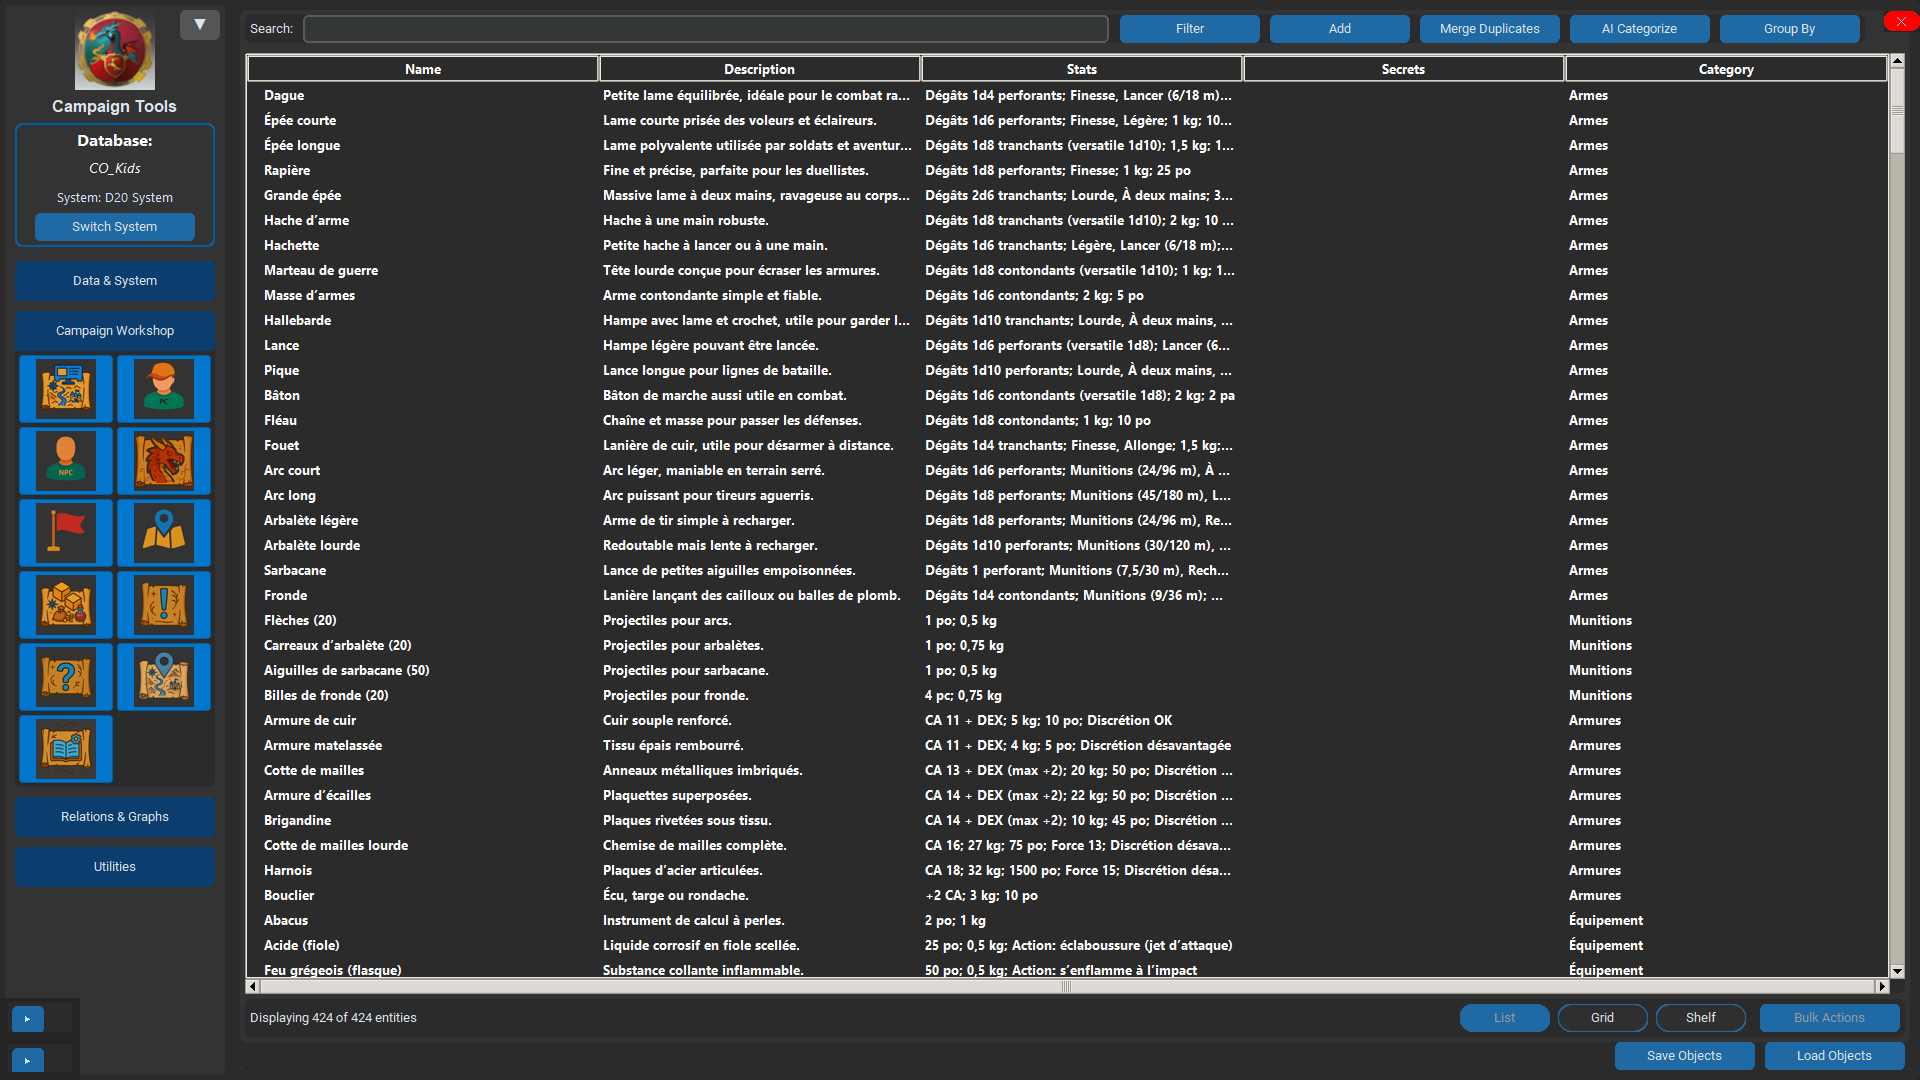 Campaign Tools
Database:
CO_Kids
System: D20 System
Switch System
Data & System
Campaign Workshop
PC
NPC
Relations & Graphs
Utilities
Search: Filter Add Merge Duplicates AI Categorize Group By
Name Description Stats Secrets Category
Dague Petite lame équilibrée, idéale pour le combat ra... Dégâts 1d4 perforants; Finesse, Lancer (6/18 m)... Armes
Épée courte Lame courte prisée des voleurs et éclaireurs. Dégâts 1d6 perforants; Finesse, Légère; 1 kg; 10... Armes
Épée longue Lame polyvalente utilisée par soldats et aventur... Dégâts 1d8 tranchants (versatile 1d10); 1,5 kg; 1... Armes
Rapière Fine et précise, parfaite pour les duellistes. Dégâts 1d8 perforants; Finesse; 1 kg; 25 po Armes
Grande épée Massive lame à deux mains, ravageuse au corps... Dégâts 2d6 tranchants; Lourde, À deux mains; 3... Armes
Hache d’arme Hache à une main robuste. Dégâts 1d8 tranchants (versatile 1d10); 2 kg; 10 ... Armes
Hachette Petite hache à lancer ou à une main. Dégâts 1d6 tranchants; Légère, Lancer (6/18 m);... Armes
Marteau de guerre Tête lourde conçue pour écraser les armures. Dégâts 1d8 contondants (versatile 1d10); 1 kg; 1... Armes
Masse d’armes Arme contondante simple et fiable. Dégâts 1d6 contondants; 2 kg; 5 po Armes
Hallebarde Hampe avec lame et crochet, utile pour garder l... Dégâts 1d10 tranchants; Lourde, À deux mains, ... Armes
Lance Hampe légère pouvant être lancée. Dégâts 1d6 perforants (versatile 1d8); Lancer (6... Armes
Pique Lance longue pour lignes de bataille. Dégâts 1d10 perforants; Lourde, À deux mains, ... Armes
Bâton Bâton de marche aussi utile en combat. Dégâts 1d6 contondants (versatile 1d8); 2 kg; 2 pa Armes
Fléau Chaîne et masse pour passer les défenses. Dégâts 1d8 contondants; 1 kg; 10 po Armes
Fouet Lanière de cuir, utile pour désarmer à distance. Dégâts 1d4 tranchants; Finesse, Allonge; 1,5 kg;... Armes
Arc court Arc léger, maniable en terrain serré. Dégâts 1d6 perforants; Munitions (24/96 m), À ... Armes
Arc long Arc puissant pour tireurs aguerris. Dégâts 1d8 perforants; Munitions (45/180 m), L... Armes
Arbalète légère Arme de tir simple à recharger. Dégâts 1d8 perforants; Munitions (24/96 m), Re... Armes
Arbalète lourde Redoutable mais lente à recharger. Dégâts 1d10 perforants; Munitions (30/120 m), ... Armes
Sarbacane Lance de petites aiguilles empoisonnées. Dégâts 1 perforant; Munitions (7,5/30 m), Rech... Armes
Fronde Lanière lançant des cailloux ou balles de plomb. Dégâts 1d4 contondants; Munitions (9/36 m); ... Armes
Flèches (20) Projectiles pour arcs. 1 po; 0,5 kg Munitions
Carreaux d’arbalète (20) Projectiles pour arbalètes. 1 po; 0,75 kg Munitions
Aiguilles de sarbacane (50) Projectiles pour sarbacane. 1 po; 0,5 kg Munitions
Billes de fronde (20) Projectiles pour fronde. 4 pc; 0,75 kg Munitions
Armure de cuir Cuir souple renforcé. CA 11 + DEX; 5 kg; 10 po; Discrétion OK Armures
Armure matelassée Tissu épais rembourré. CA 11 + DEX; 4 kg; 5 po; Discrétion désavantagée Armures
Cotte de mailles Anneaux métalliques imbriqués. CA 13 + DEX (max +2); 20 kg; 50 po; Discrétion ... Armures
Armure d’écailles Plaquettes superposées. CA 14 + DEX (max +2); 22 kg; 50 po; Discrétion ... Armures
Brigandine Plaques rivetées sous tissu. CA 14 + DEX (max +2); 10 kg; 45 po; Discrétion ... Armures
Cotte de mailles lourde Chemise de mailles complète. CA 16; 27 kg; 75 po; Force 13; Discrétion désava... Armures
Harnois Plaques d’acier articulées. CA 18; 32 kg; 1500 po; Force 15; Discrétion désa... Armures
Bouclier Écu, targe ou rondache. +2 CA; 3 kg; 10 po Armures
Abacus Instrument de calcul à perles. 2 po; 1 kg Équipement
Acide (fiole) Liquide corrosif en fiole scellée. 25 po; 0,5 kg; Action: éclaboussure (jet d’attaque) Équipement
Feu grégeois (flasque) Substance collante inflammable. 50 po; 0,5 kg; Action: s’enflamme à l’impact Équipement
Displaying 424 of 424 entities List Grid Shelf Bulk Actions
Save Objects Load Objects